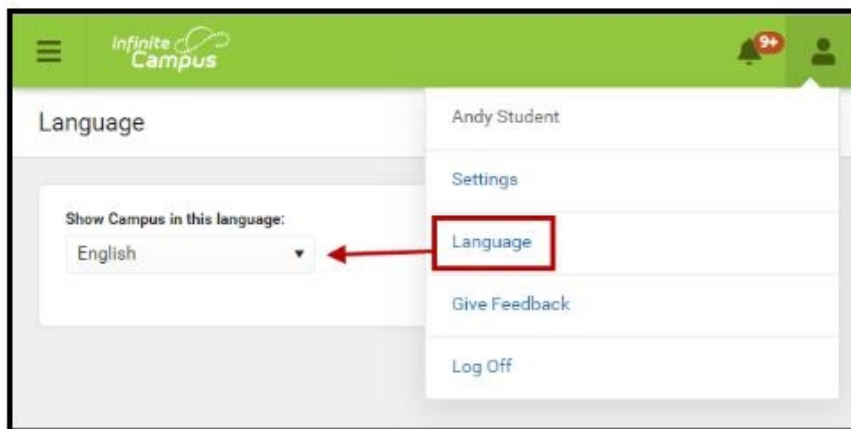 Infinite
Campus
9+
Language
Andy Student
Settings
Show Campus in this language:
English
Language
Give Feedback
Log Off